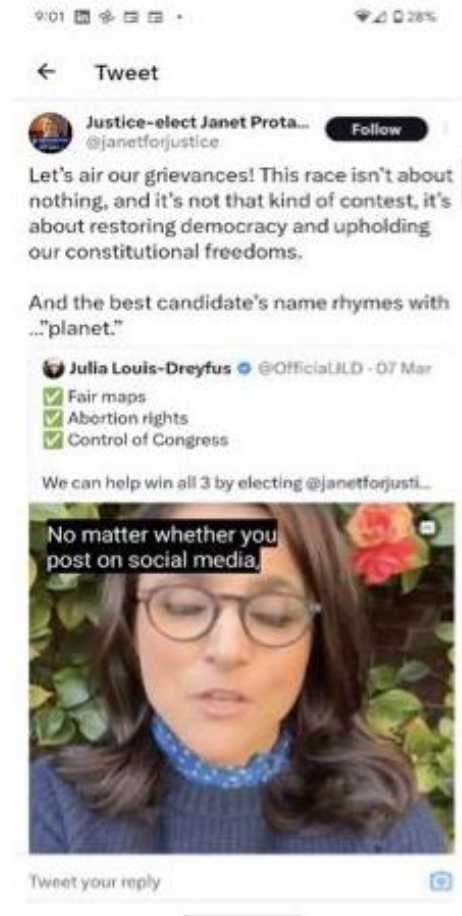 9:01
28%
Tweet
Justice-elect Janet Prota...
Follow
@janetforjustice
Let's air our grievances! This race isn't about
nothing, and it's not that kind of contest, it's
about restoring democracy and upholding
our constitutional freedoms.
And the best candidate's name rhymes with
..."planet."
Julia Louis-Dreyfus @OfficialJLD · 07 Mar
Fair maps
Abortion rights
Control of Congress
We can help win all 3 by electing @janetforjusti...
No matter whether you
post on social media,
Tweet your reply